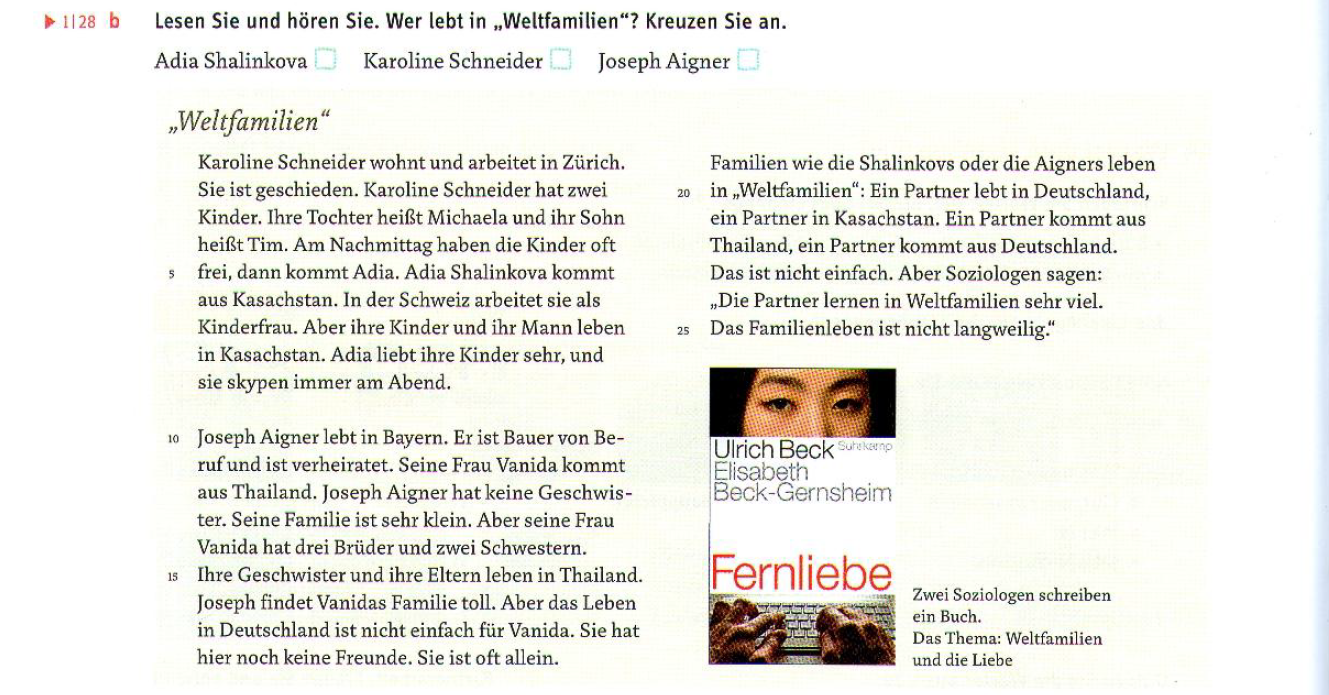 ▶ 1|28 b Lesen Sie und hören Sie. Wer lebt in „Weltfamilien“? Kreuzen Sie an.
Adia Shalinkova Karoline Schneider Joseph Aigner
„Weltfamilien“
Karoline Schneider wohnt und arbeitet in Zürich.
Sie ist geschieden. Karoline Schneider hat zwei
Kinder. Ihre Tochter heißt Michaela und ihr Sohn
heißt Tim. Am Nachmittag haben die Kinder oft
5 frei, dann kommt Adia. Adia Shalinkova kommt
aus Kasachstan. In der Schweiz arbeitet sie als
Kinderfrau. Aber ihre Kinder und ihr Mann leben
in Kasachstan. Adia liebt ihre Kinder sehr, und
sie skypen immer am Abend.
10 Joseph Aigner lebt in Bayern. Er ist Bauer von Be-
ruf und ist verheiratet. Seine Frau Vanida kommt
aus Thailand. Joseph Aigner hat keine Geschwis-
ter. Seine Familie ist sehr klein. Aber seine Frau
Vanida hat drei Brüder und zwei Schwestern.
15 Ihre Geschwister und ihre Eltern leben in Thailand.
Joseph findet Vanidas Familie toll. Aber das Leben
in Deutschland ist nicht einfach für Vanida. Sie hat
hier noch keine Freunde. Sie ist oft allein.
Familien wie die Shalinkovs oder die Aigners leben
20 in „Weltfamilien“: Ein Partner lebt in Deutschland,
ein Partner in Kasachstan. Ein Partner kommt aus
Thailand, ein Partner kommt aus Deutschland.
Das ist nicht einfach. Aber Soziologen sagen:
„Die Partner lernen in Weltfamilien sehr viel.
25 Das Familienleben ist nicht langweilig.“
Ulrich Beck Suhrkamp
Elisabeth
Beck-Gernsheim
Fernliebe
Zwei Soziologen schreiben
ein Buch.
Das Thema: Weltfamilien
und die Liebe